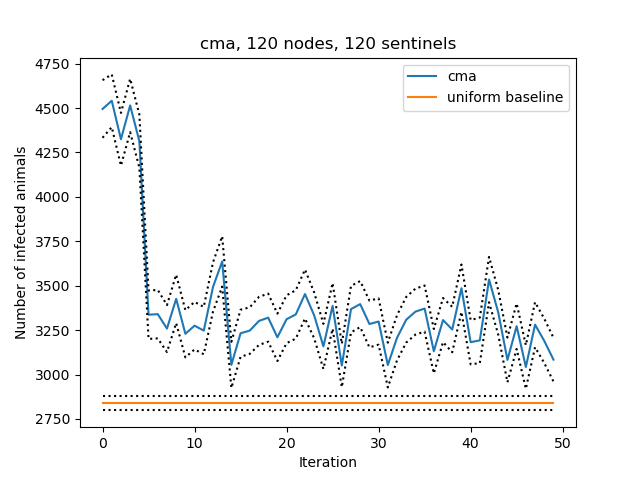 cma, 120 nodes, 120 sentinels
cma
uniform baseline
Number of infected animals
4750
4500
4250
4000
3750
3500
3250
3000
2750
0 10 20 30 40 50
Iteration